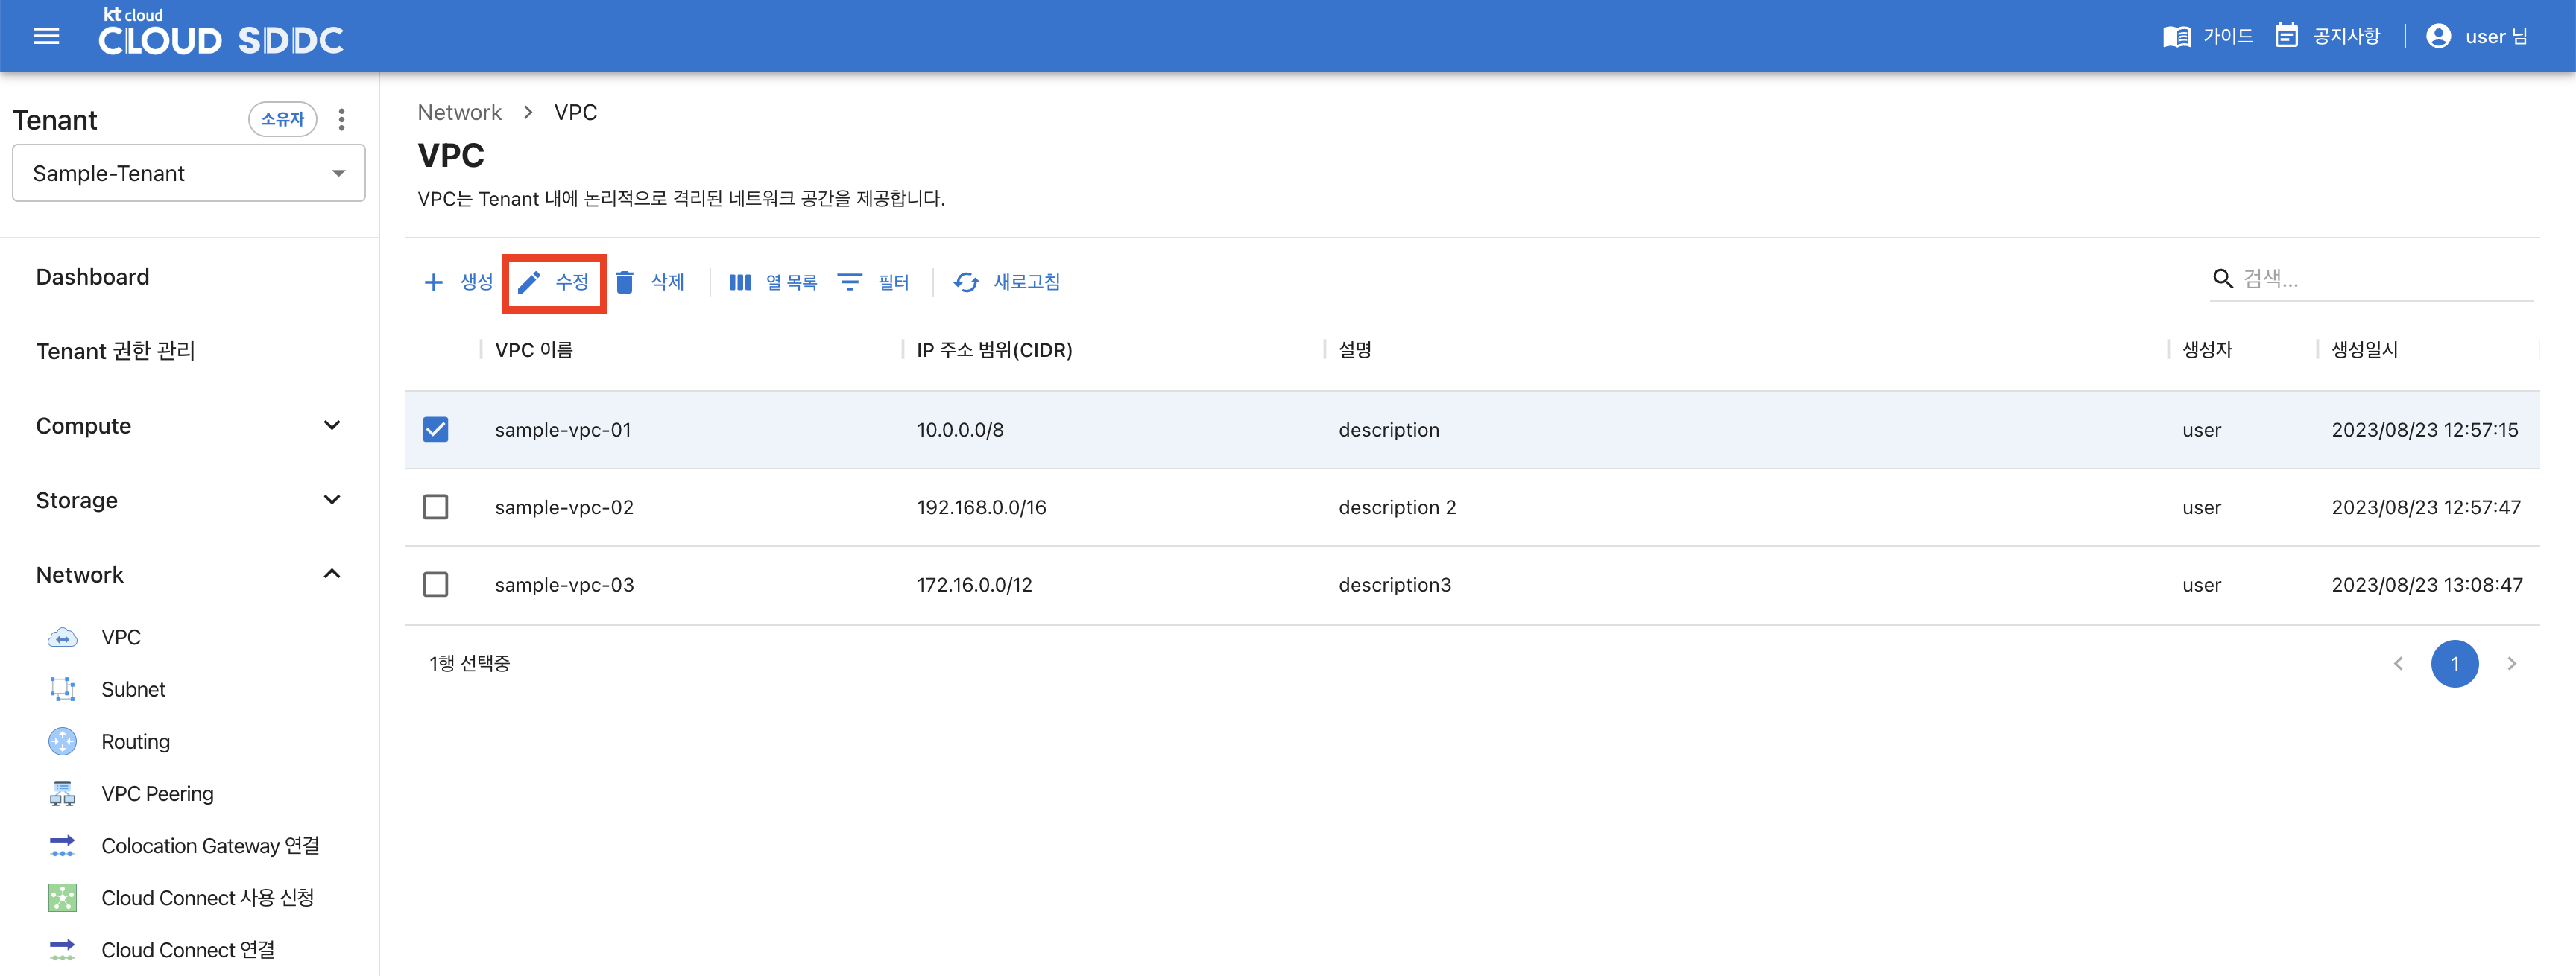 kt cloud
CLOUD SDDC
가이드
공지사항
user 님
Tenant
소유자
Sample-Tenant
Dashboard
Tenant 권한 관리
Compute
Storage
Network
VPC
Subnet
Routing
VPC Peering
Colocation Gateway 연결
Cloud Connect 사용 신청
Cloud Connect 연결
Network > VPC
VPC
VPC는 Tenant 내에 논리적으로 격리된 네트워크 공간을 제공합니다.
생성 수정 삭제 열 목록 필터 새로고침
검색...
VPC 이름 IP 주소 범위(CIDR) 설명 생성자 생성일시
sample-vpc-01 10.0.0.0/8 description user 2023/08/23 12:57:15
sample-vpc-02 192.168.0.0/16 description 2 user 2023/08/23 12:57:47
sample-vpc-03 172.16.0.0/12 description3 user 2023/08/23 13:08:47
1행 선택중
1